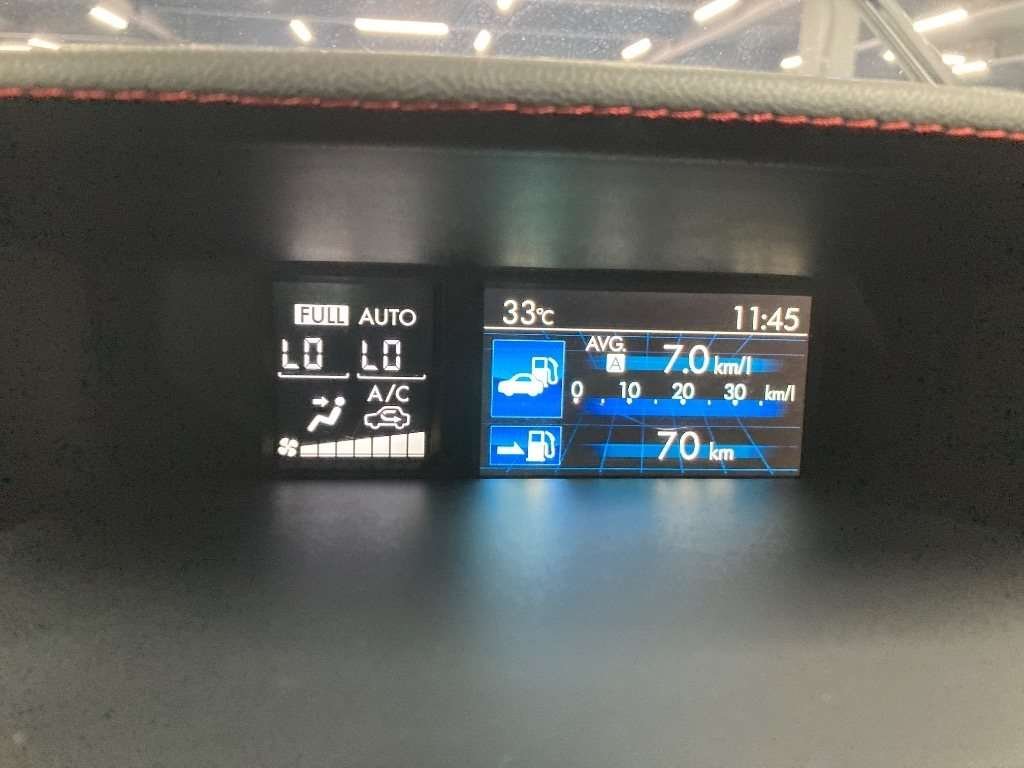 FULL AUTO
LO LO
A/C
33°C 11:45
AVG.
A 7.0 km/l
0 10 20 30 km/l
70 km